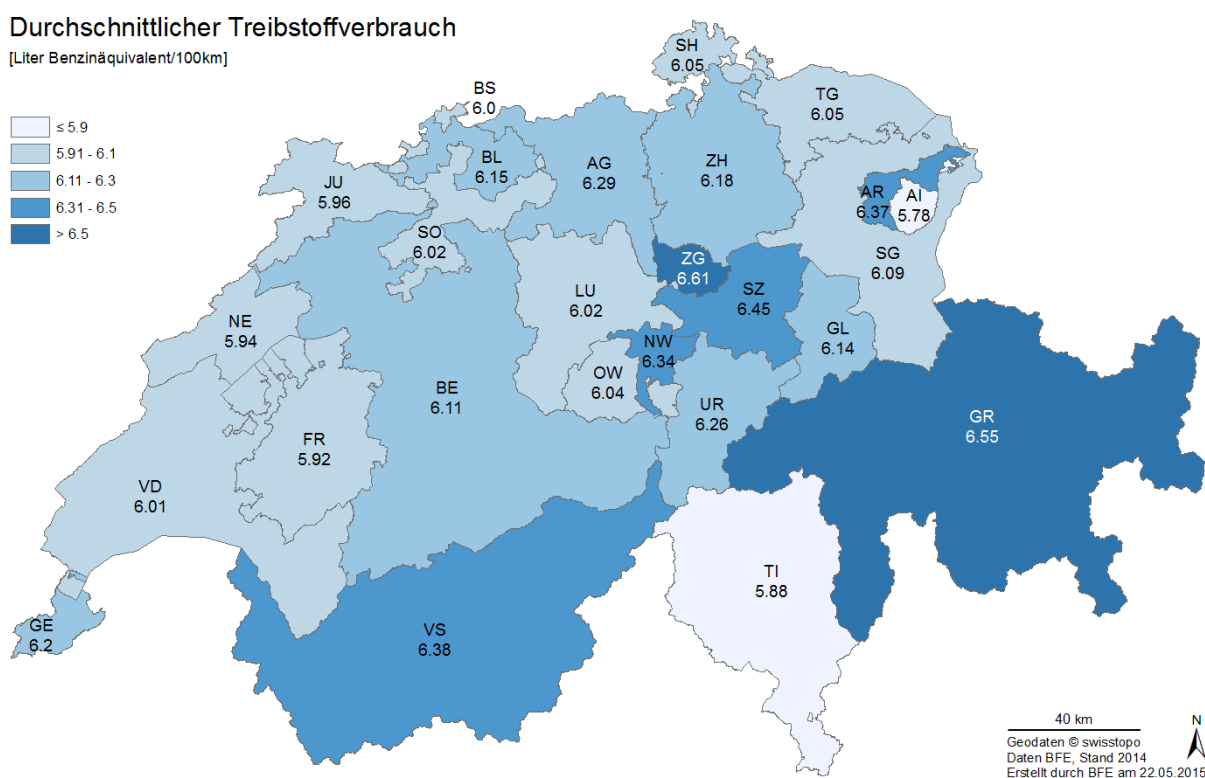 Durchschnittlicher Treibstoffverbrauch
[Liter Benzinäquivalent/100km]
≤ 5.9
5.91 - 6.1
6.11 - 6.3
6.31 - 6.5
> 6.5
SH
6.05
BS
6.0
TG
6.05
BL
6.15
AG
6.29
ZH
6.18
JU
5.96
AR
6.37
AI
5.78
SO
6.02
SG
6.09
ZG
6.61
SZ
6.45
LU
6.02
NE
5.94
GL
6.14
NW
6.34
OW
6.04
BE
6.11
UR
6.26
GR
6.55
FR
5.92
VD
6.01
TI
5.88
GE
6.2
VS
6.38
40 km
N
Geodaten © swisstopo
Daten BFE, Stand 2014
Erstellt durch BFE am 22.05.2015